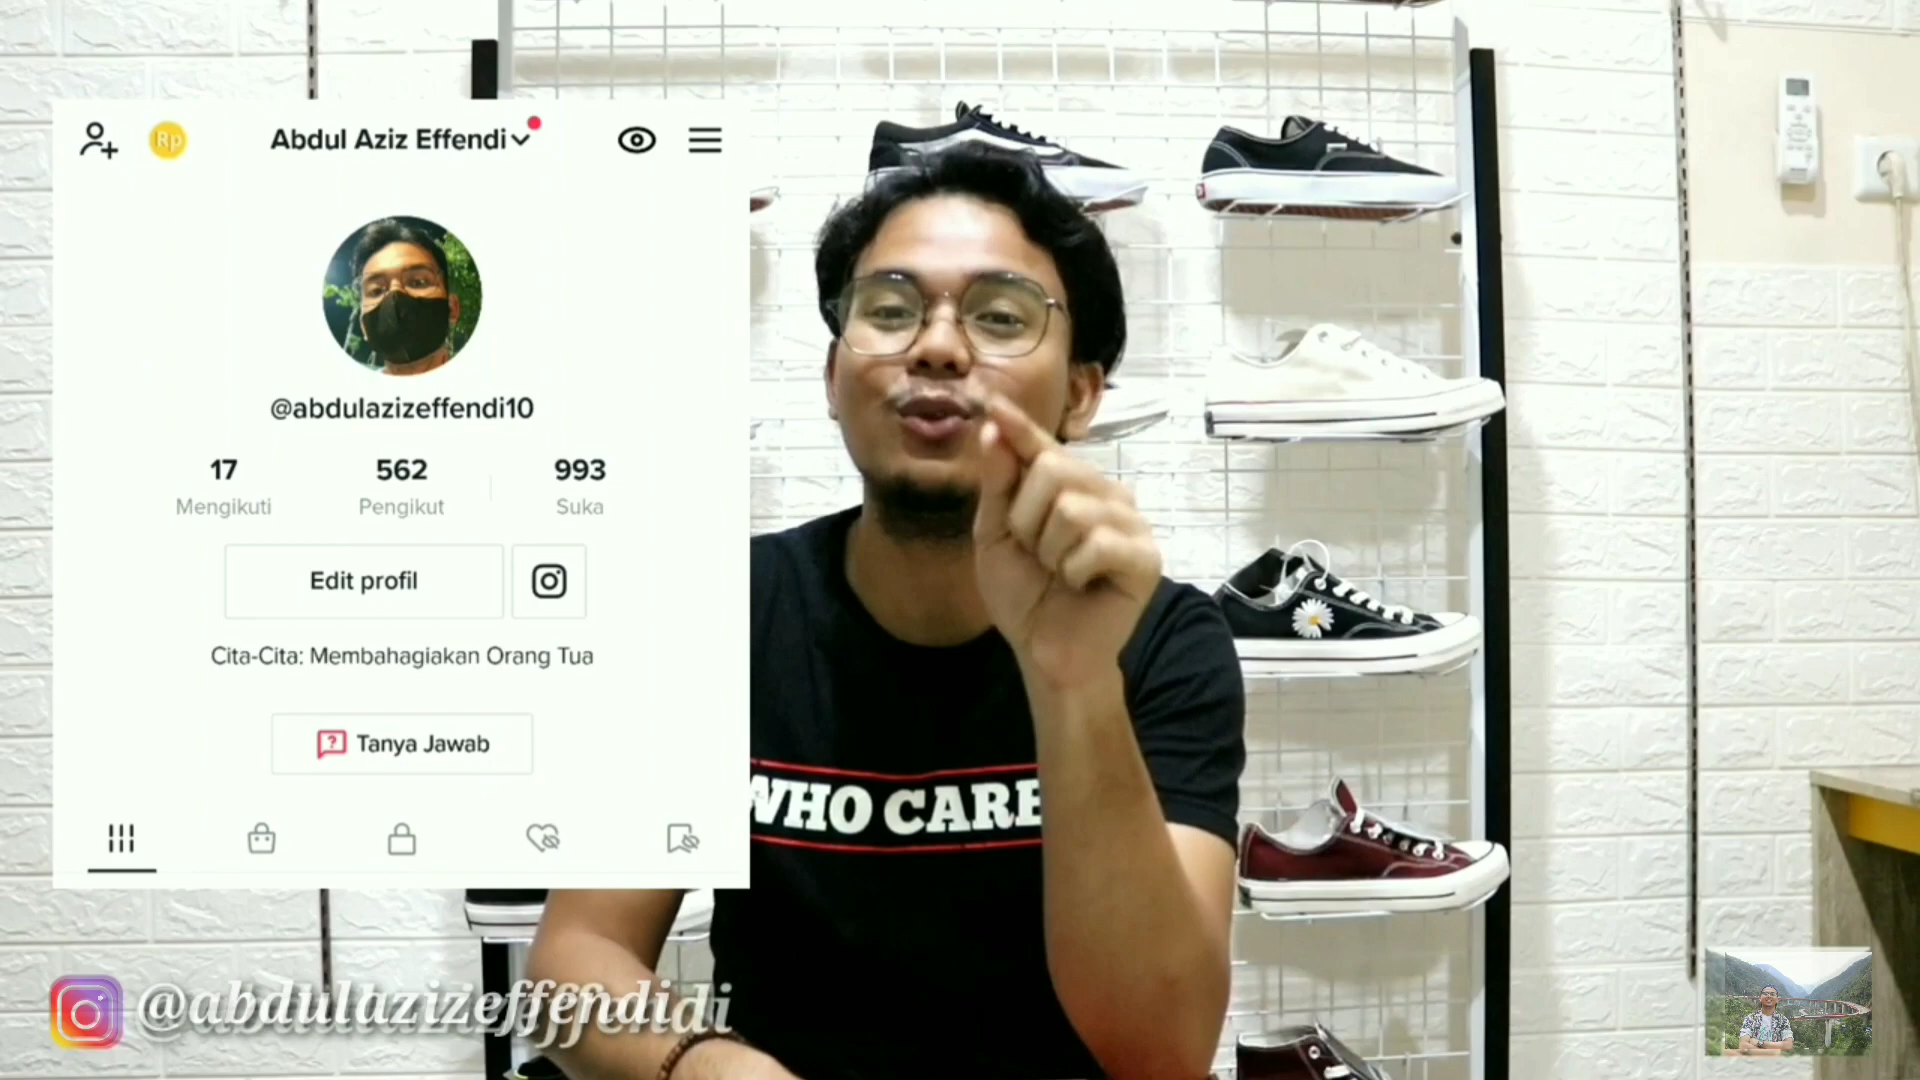 Rp
Abdul Aziz Effendi
@abdulazizeffendi10
17 562 993
Mengikuti Pengikut Suka
Edit profil
Cita-Cita: Membahagiakan Orang Tua
Tanya Jawab
WHO CARE
@abdulazizeffendi